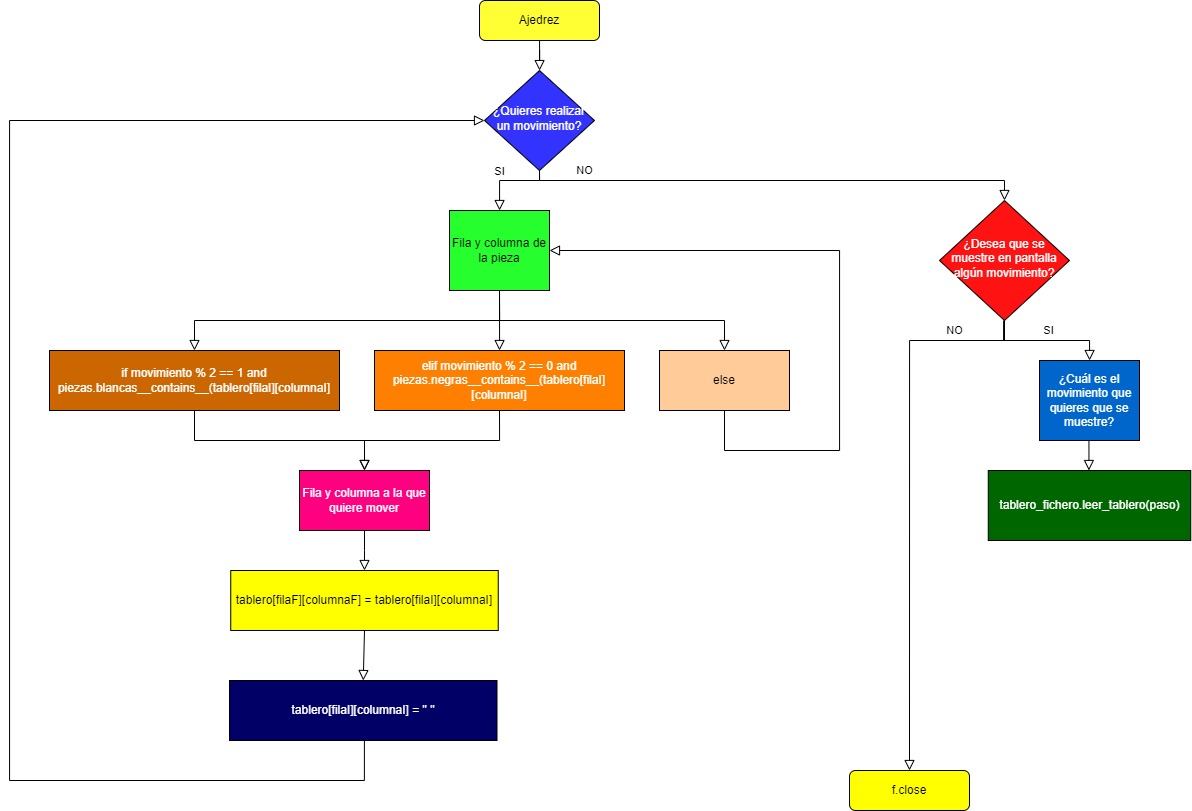 Ajedrez
¿Quieres realizar
un movimiento?
SI
NO
Fila y columna de
la pieza
¿Desea que se
muestre en pantalla
algún movimiento?
NO
SI
if movimiento % 2 == 1 and
piezas.blancas__contains__(tablero[filaI][columnaI]
elif movimiento % 2 == 0 and
piezas.negras__contains__(tablero[filaI]
[columnaI]
else
¿Cuál es el
movimiento que
quieres que se
muestre?
Fila y columna a la que
quiere mover
tablero_fichero.leer_tablero(paso)
tablero[filaF][columnaF] = tablero[filaI][columnaI]
tablero[filaI][columnaI] = " "
f.close